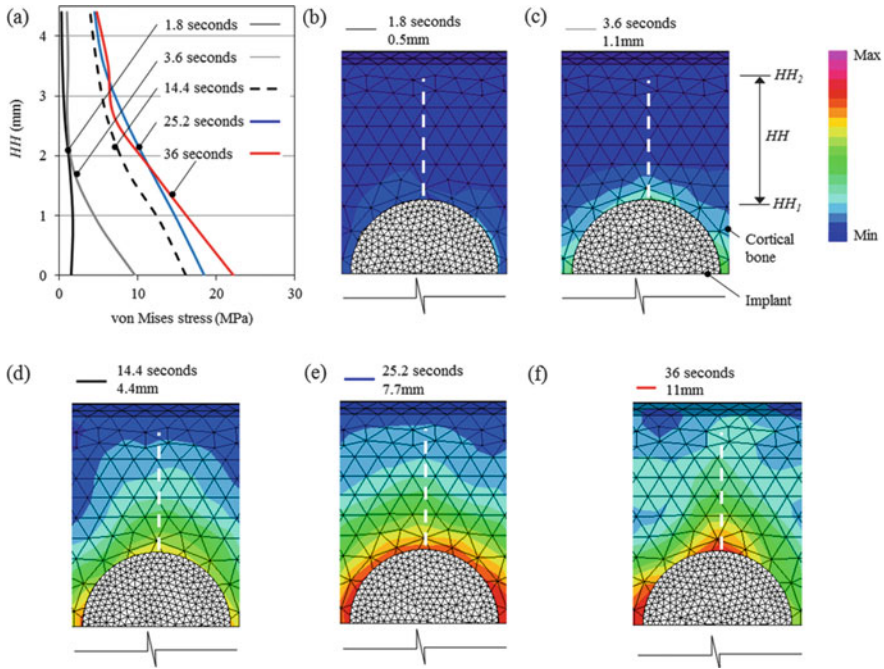 (a)
HH (mm)
4
3
2
1
0
0 10 20 30
von Mises stress (MPa)
1.8 seconds
3.6 seconds
14.4 seconds
25.2 seconds
36 seconds
(b)
1.8 seconds
0.5mm
(c)
3.6 seconds
1.1mm
HH₂
HH
HH₁
Cortical
bone
Implant
Max
Min
(d)
14.4 seconds
4.4mm
(e)
25.2 seconds
7.7mm
(f)
36 seconds
11mm